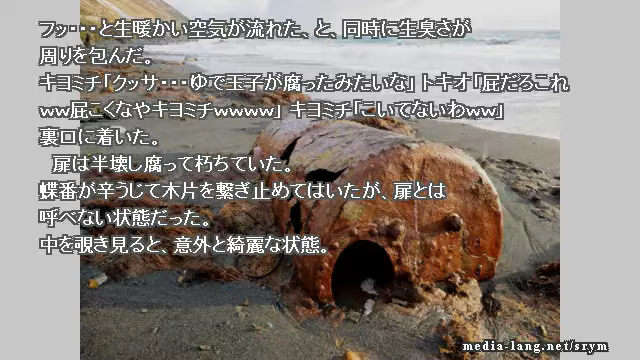 フッ・・・と生暖かい空気が流れた、と、同時に生臭さが
周りを包んだ。
キヨミチ「クッサ・・・ゆで玉子が腐ったみたいな」 トキオ「屁だろこれ
ww屁こくなやキヨミチwwww」 キヨミチ「こいてないわww」
裏口に着いた。
扉は半壊し腐って朽ちていた。
蝶番が辛うじて木片を繋ぎ止めてはいたが、扉とは
呼べない状態だった。
中を覗き見ると、意外と綺麗な状態。
media-lang.net/srym